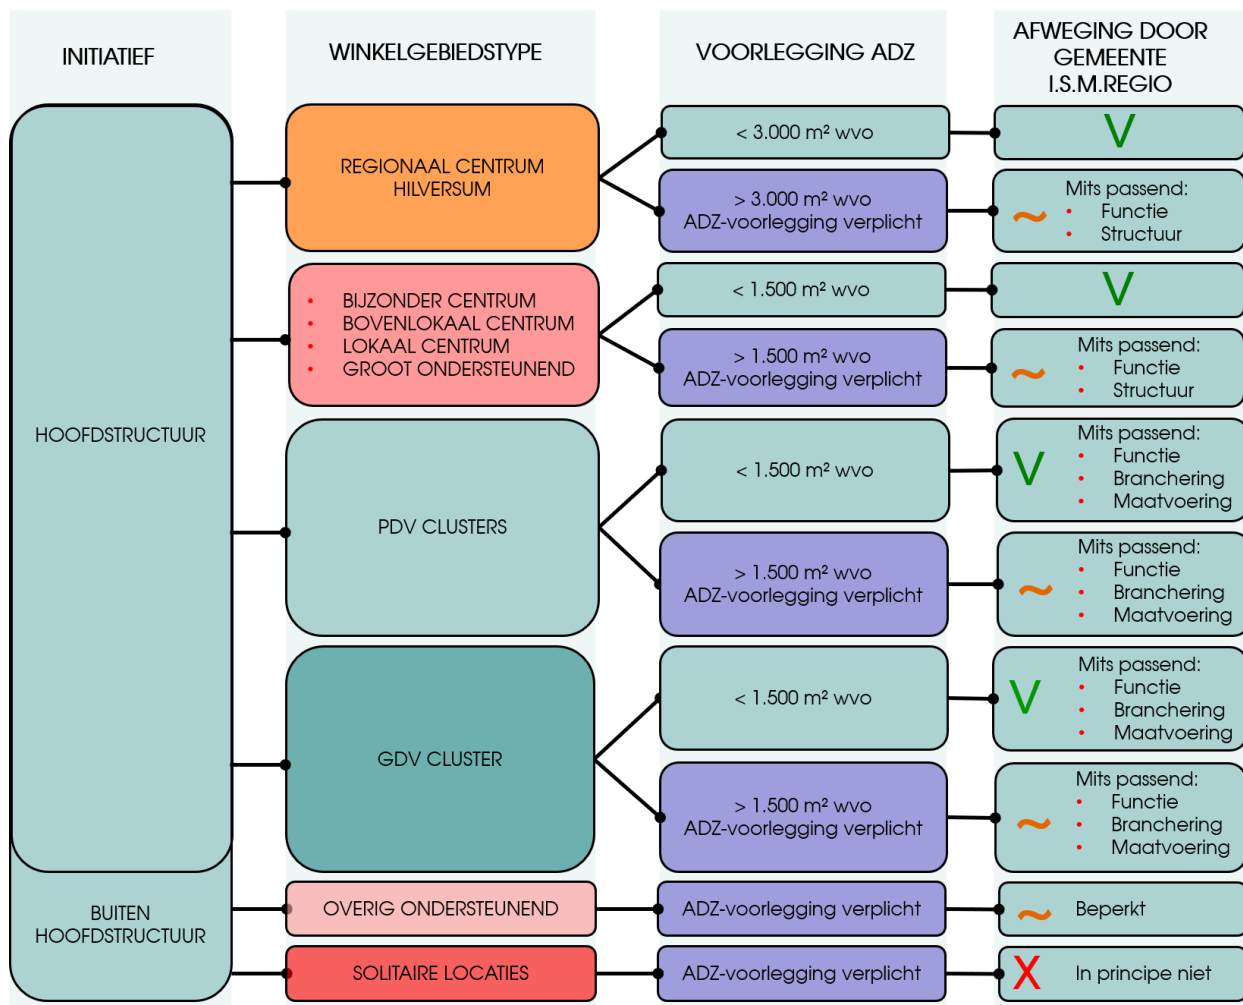 INITIATIEF
WINKELGEBIEDSTYPE
VOORLEGGING ADZ
AFWEGING DOOR
GEMEENTE
I.S.M.REGIO
HOOFDSTRUCTUUR
REGIONAAL CENTRUM
HILVERSUM
< 3.000 m² wvo
V
> 3.000 m² wvo
ADZ-voorlegging verplicht
~
Mits passend:
• Functie
• Structuur
• BIJZONDER CENTRUM
• BOVENLOKAAL CENTRUM
• LOKAAL CENTRUM
• GROOT ONDERSTEUNEND
< 1.500 m² wvo
V
> 1.500 m² wvo
ADZ-voorlegging verplicht
~
Mits passend:
• Functie
• Structuur
PDV CLUSTERS
< 1.500 m² wvo
V
Mits passend:
• Functie
• Branchering
• Maatvoering
> 1.500 m² wvo
ADZ-voorlegging verplicht
~
Mits passend:
• Functie
• Branchering
• Maatvoering
GDV CLUSTER
< 1.500 m² wvo
V
Mits passend:
• Functie
• Branchering
• Maatvoering
> 1.500 m² wvo
ADZ-voorlegging verplicht
~
Mits passend:
• Functie
• Branchering
• Maatvoering
BUITEN
HOOFDSTRUCTUUR
OVERIG ONDERSTEUNEND
ADZ-voorlegging verplicht
~ Beperkt
SOLITAIRE LOCATIES
ADZ-voorlegging verplicht
X In principe niet